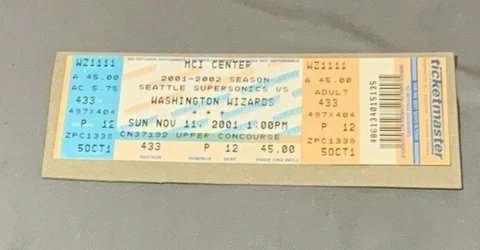 WZ1111 MCI CENTER WZ1111
A 45.00 2001-2002 SEASON A 45.00
AC 5.75 SEATTLE SUPERSONICS VS ADULT
433 WASHINGTON WIZARDS 433
497X404 * * * 497X404
P 12 SUN NOV 11, 2001 1:00PM P 12
ZPC1339 CN37192 UPPER CONCOURSE ZPC1339
5OCT1 433 P 12 45.00 5OCT1
486134015135
ticketmaster